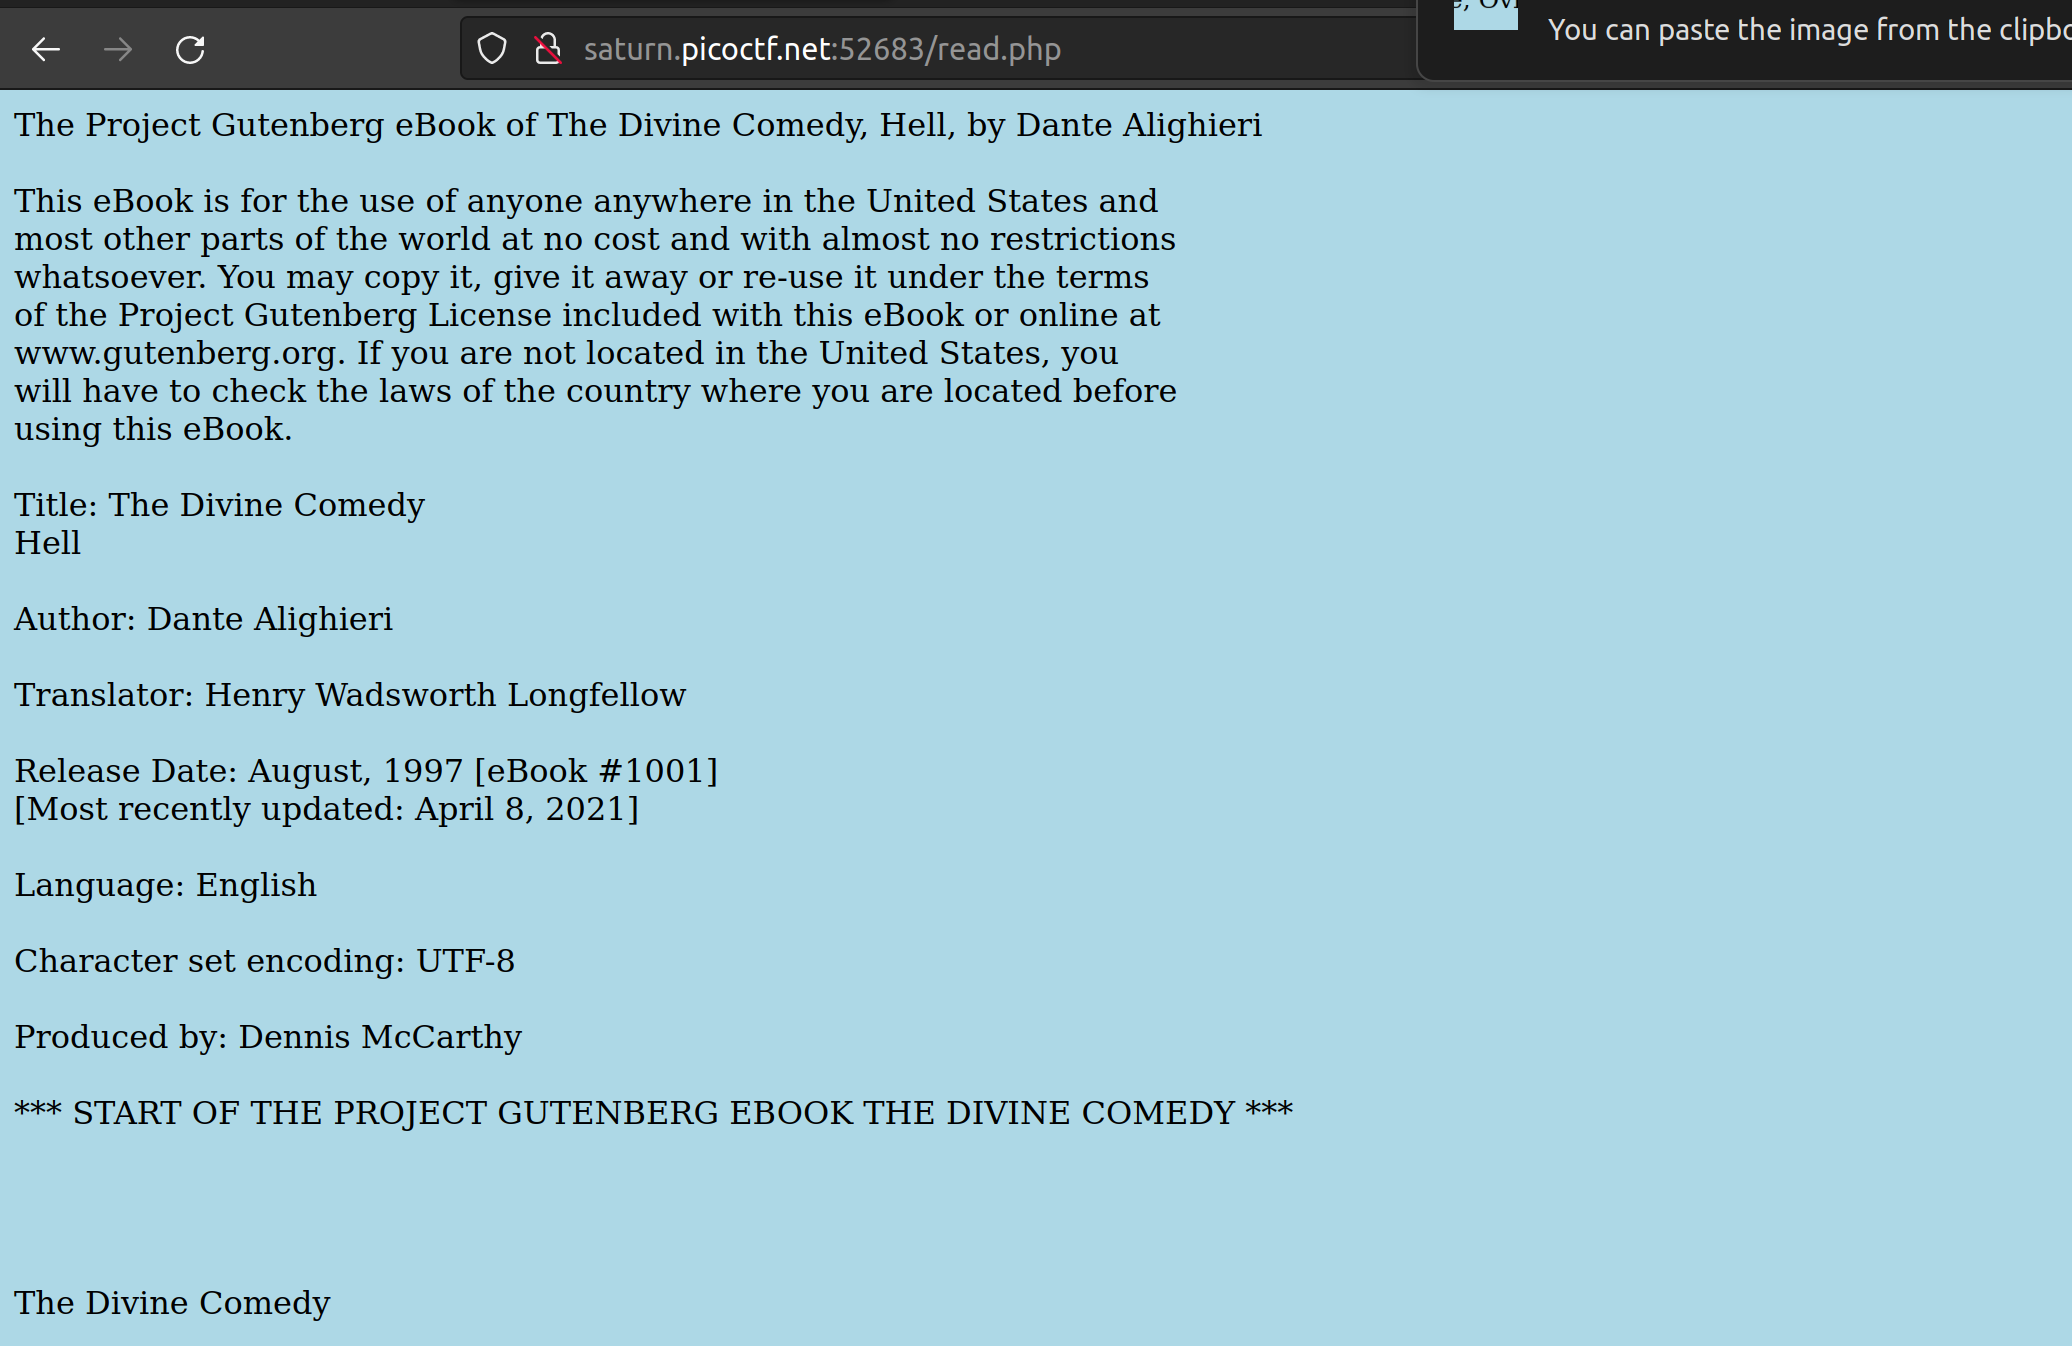 saturn.picoctf.net:52683/read.php
You can paste the image from the
The Project Gutenberg eBook of The Divine Comedy, Hell, by Dante Alighieri
This eBook is for the use of anyone anywhere in the United States and
most other parts of the world at no cost and with almost no restrictions
whatsoever. You may copy it, give it away or re-use it under the terms
of the Project Gutenberg License included with this eBook or online at
www.gutenberg.org. If you are not located in the United States, you
will have to check the laws of the country where you are located before
using this eBook.
Title: The Divine Comedy
Hell
Author: Dante Alighieri
Translator: Henry Wadsworth Longfellow
Release Date: August, 1997 [eBook #1001]
[Most recently updated: April 8, 2021]
Language: English
Character set encoding: UTF-8
Produced by: Dennis McCarthy
*** START OF THE PROJECT GUTENBERG EBOOK THE DIVINE COMEDY ***
The Divine Comedy